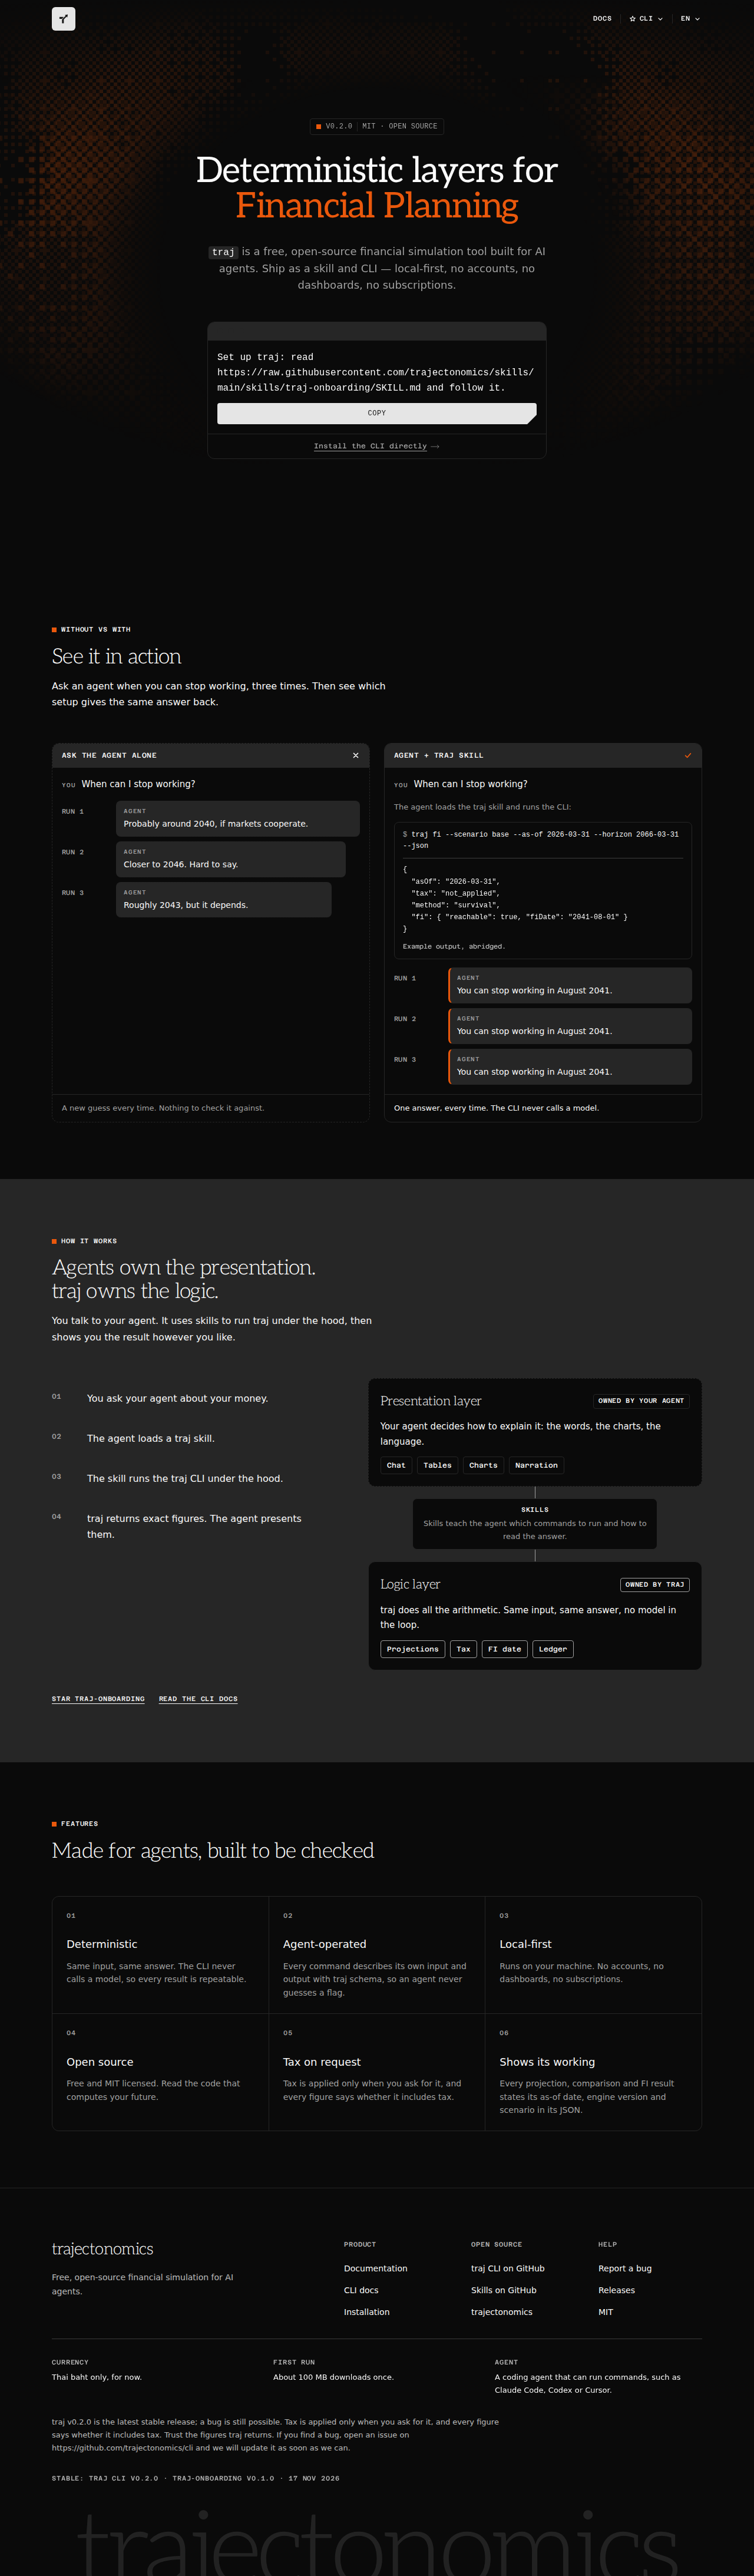 DOCS
CLI
EN
V0.2.0 MIT · OPEN SOURCE
Deterministic layers for
Financial Planning
traj is a free, open-source financial simulation tool built for AI
agents. Ship as a skill and CLI — local-first, no accounts, no
dashboards, no subscriptions.
Set up traj: read
https://raw.githubusercontent.com/trajectonomics/skills/
main/skills/traj-onboarding/SKILL.md and follow it.
COPY
Install the CLI directly →
WITHOUT VS WITH
See it in action
Ask an agent when you can stop working, three times. Then see which
setup gives the same answer back.
ASK THE AGENT ALONE
YOU When can I stop working?
RUN 1
AGENT
Probably around 2040, if markets cooperate.
RUN 2
AGENT
Closer to 2046. Hard to say.
RUN 3
AGENT
Roughly 2043, but it depends.
A new guess every time. Nothing to check it against.
AGENT + TRAJ SKILL
YOU When can I stop working?
The agent loads the traj skill and runs the CLI:
$ traj fi --scenario base --as-of 2026-03-31 --horizon 2066-03-31
--json
{
"asOf": "2026-03-31",
"tax": "not_applied",
"method": "survival",
"fi": { "reachable": true, "fiDate": "2041-08-01" }
}
Example output, abridged.
RUN 1
AGENT
You can stop working in August 2041.
RUN 2
AGENT
You can stop working in August 2041.
RUN 3
AGENT
You can stop working in August 2041.
One answer, every time. The CLI never calls a model.
HOW IT WORKS
Agents own the presentation.
traj owns the logic.
You talk to your agent. It uses skills to run traj under the hood, then
shows you the result however you like.
01 You ask your agent about your money.
02 The agent loads a traj skill.
03 The skill runs the traj CLI under the hood.
04 traj returns exact figures. The agent presents
them.
Presentation layer
OWNED BY YOUR AGENT
Your agent decides how to explain it: the words, the charts, the
language.
Chat Tables Charts Narration
SKILLS
Skills teach the agent which commands to run and how to
read the answer.
Logic layer
OWNED BY TRAJ
traj does all the arithmetic. Same input, same answer, no model in
the loop.
Projections Tax FI date Ledger
STAR TRAJ-ONBOARDING READ THE CLI DOCS
FEATURES
Made for agents, built to be checked
01
Deterministic
Same input, same answer. The CLI never
calls a model, so every result is repeatable.
02
Agent-operated
Every command describes its own input and
output with traj schema, so an agent never
guesses a flag.
03
Local-first
Runs on your machine. No accounts, no
dashboards, no subscriptions.
04
Open source
Free and MIT licensed. Read the code that
computes your future.
05
Tax on request
Tax is applied only when you ask for it, and
every figure says whether it includes tax.
06
Shows its working
Every projection, comparison and FI result
states its as-of date, engine version and
scenario in its JSON.
trajectonomics
Free, open-source financial simulation for AI
agents.
PRODUCT
Documentation
CLI docs
Installation
OPEN SOURCE
traj CLI on GitHub
Skills on GitHub
trajectonomics
HELP
Report a bug
Releases
MIT
CURRENCY
Thai baht only, for now.
FIRST RUN
About 100 MB downloads once.
AGENT
A coding agent that can run commands, such as
Claude Code, Codex or Cursor.
traj v0.2.0 is the latest stable release; a bug is still possible. Tax is applied only when you ask for it, and every figure
says whether it includes tax. Trust the figures traj returns. If you find a bug, open an issue on
https://github.com/trajectonomics/cli and we will update it as soon as we can.
STABLE: TRAJ CLI V0.2.0 · TRAJ-ONBOARDING V0.1.0 · 17 NOV 2026
trajectonomics